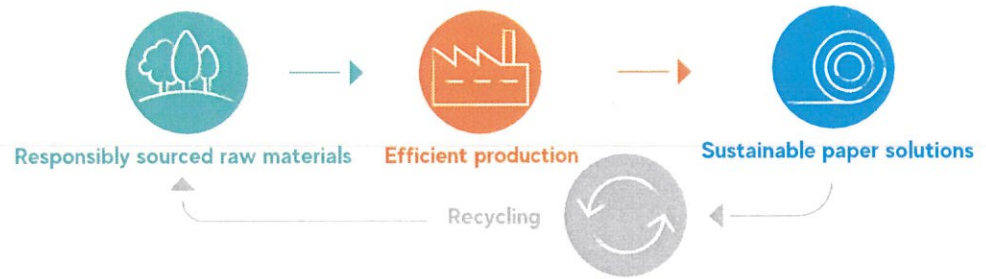 Responsibly sourced raw materials
Efficient production
Sustainable paper solutions
Recycling